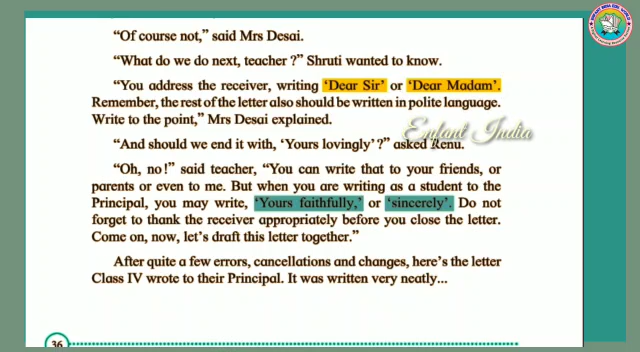 “Of course not,” said Mrs Desai.
“What do we do next, teacher ?” Shruti wanted to know.
“You address the receiver, writing ‘Dear Sir’ or ‘Dear Madam’.
Remember, the rest of the letter also should be written in polite language.
Write to the point,” Mrs Desai explained.
Enfant India
“And should we end it with, ‘Yours lovingly’ ?” asked Renu.
“Oh, no !” said teacher, “You can write that to your friends, or
parents or even to me. But when you are writing as a student to the
Principal, you may write, ‘Yours faithfully,’ or ‘sincerely’. Do not
forget to thank the receiver appropriately before you close the letter.
Come on, now, let’s draft this letter together.”
After quite a few errors, cancellations and changes, here’s the letter
Class IV wrote to their Principal. It was written very neatly...
36